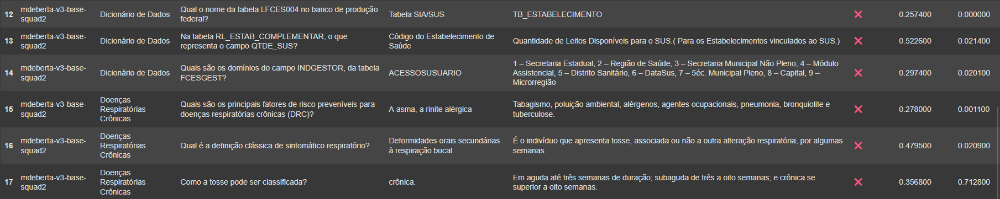 12 mdeberta-v3-base-squad2 Dicionário de Dados Qual o nome da tabela LFCES004 no banco de produção federal? Tabela SIA/SUS TB_ESTABELECIMENTO ❌ 0.257400 0.000000
13 mdeberta-v3-base-squad2 Dicionário de Dados Na tabela RL_ESTAB_COMPLEMENTAR, o que representa o campo QTDE_SUS? Código do Estabelecimento de Saúde Quantidade de Leitos Disponíveis para o SUS.( Para os Estabelecimentos vinculados ao SUS.) ❌ 0.522600 0.021400
14 mdeberta-v3-base-squad2 Dicionário de Dados Quais são os domínios do campo INDGESTOR, da tabela FCESGEST? ACESSOSUSUARIO 1 – Secretaria Estadual, 2 – Região de Saúde, 3 – Secretaria Municipal Não Pleno, 4 – Módulo Assistencial, 5 – Distrito Sanitário, 6 – DataSus, 7 – 5éc. Municipal Pleno, 8 – Capital, 9 – Microrregião ❌ 0.297400 0.020100
15 mdeberta-v3-base-squad2 Doenças Respiratórias Crônicas Quais são os principais fatores de risco preveníveis para doenças respiratórias crônicas (DRC)? A asma, a rinite alérgica Tabagismo, poluição ambiental, alérgenos, agentes ocupacionais, pneumonia, bronquiolite e tuberculose. ❌ 0.278000 0.001100
16 mdeberta-v3-base-squad2 Doenças Respiratórias Crônicas Qual é a definição clássica de sintomático respiratório? Deformidades orais secundárias à respiração bucal. É o indivíduo que apresenta tosse, associada ou não a outra alteração respiratória, por algumas semanas. ❌ 0.479500 0.020900
17 mdeberta-v3-base-squad2 Doenças Respiratórias Crônicas Como a tosse pode ser classificada? crônica. Em aguda até três semanas de duração; subaguda de três a oito semanas; e crônica se superior a oito semanas. ❌ 0.356800 0.712800